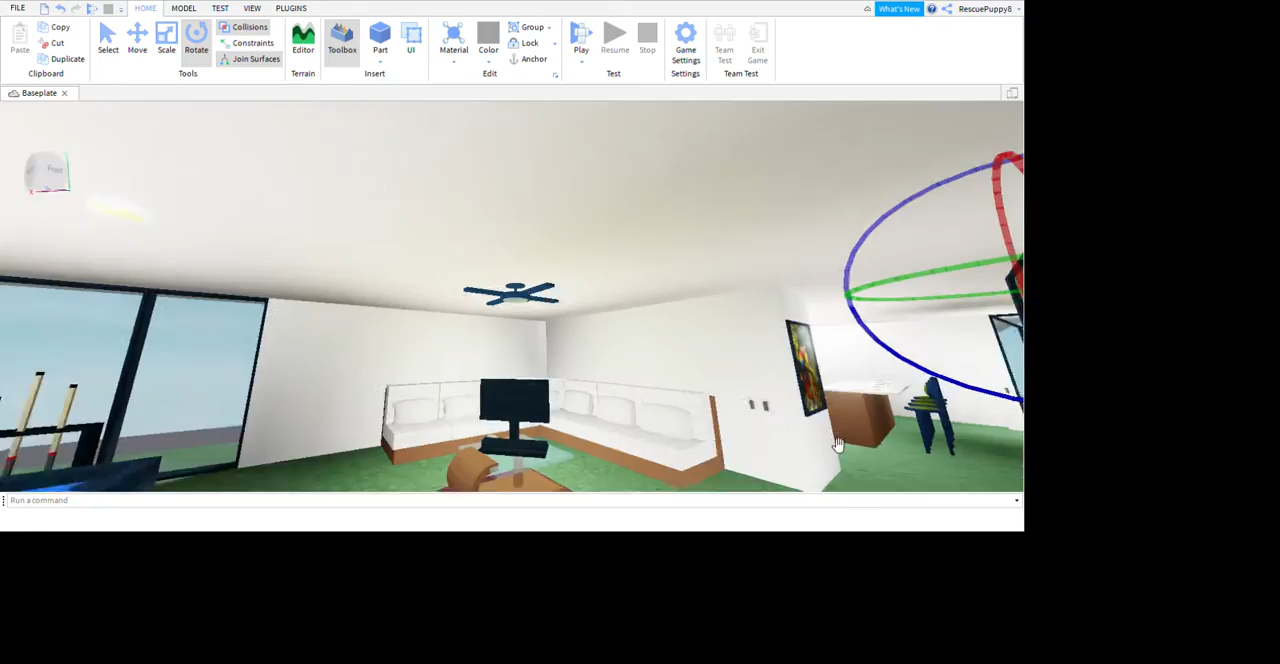 FILE HOME MODEL TEST VIEW PLUGINS What's New RescuePuppy8
Paste Copy Cut Duplicate Clipboard
Select Move Scale Rotate Collisions Constraints Join Surfaces Tools
Editor Terrain
Toolbox Part UI Insert
Material Color Group Lock Anchor Edit
Play Resume Stop Test
Game Settings Settings
Team Test Exit Game Team Test
Baseplate
Run a command